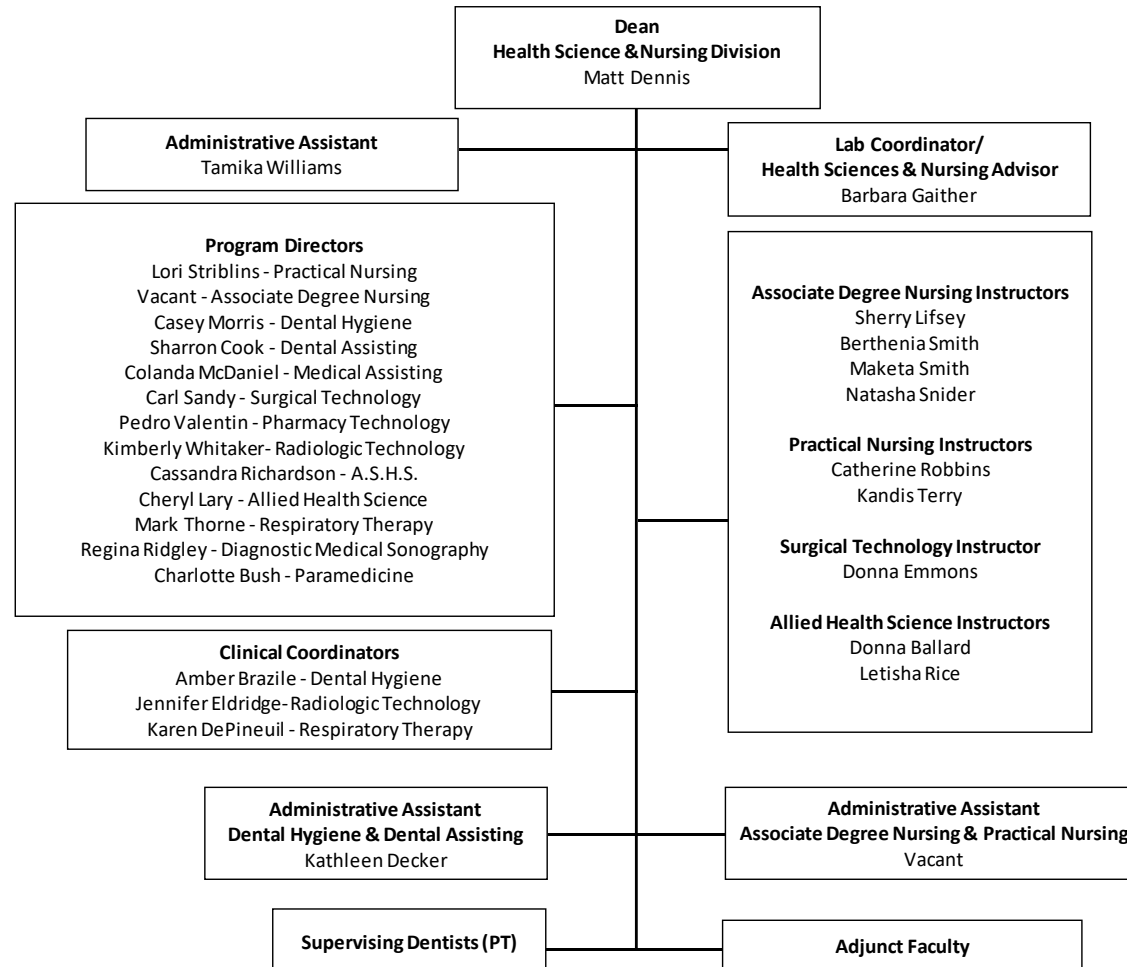 Dean
Health Science &Nursing Division
Matt Dennis
Administrative Assistant
Tamika Williams
Lab Coordinator/
Health Sciences & Nursing Advisor
Barbara Gaither
Program Directors
Lori Striblins - Practical Nursing
Vacant - Associate Degree Nursing
Casey Morris - Dental Hygiene
Sharron Cook - Dental Assisting
Colanda McDaniel - Medical Assisting
Carl Sandy - Surgical Technology
Pedro Valentin - Pharmacy Technology
Kimberly Whitaker- Radiologic Technology
Cassandra Richardson - A.S.H.S.
Cheryl Lary - Allied Health Science
Mark Thorne - Respiratory Therapy
Regina Ridgley - Diagnostic Medical Sonography
Charlotte Bush - Paramedicine
Associate Degree Nursing Instructors
Sherry Lifsey
Berthenia Smith
Maketa Smith
Natasha Snider
Practical Nursing Instructors
Catherine Robbins
Kandis Terry
Surgical Technology Instructor
Donna Emmons
Allied Health Science Instructors
Donna Ballard
Letisha Rice
Clinical Coordinators
Amber Brazile - Dental Hygiene
Jennifer Eldridge- Radiologic Technology
Karen DePineuil - Respiratory Therapy
Administrative Assistant
Dental Hygiene & Dental Assisting
Kathleen Decker
Administrative Assistant
Associate Degree Nursing & Practical Nursing
Vacant
Supervising Dentists (PT)
Adjunct Faculty